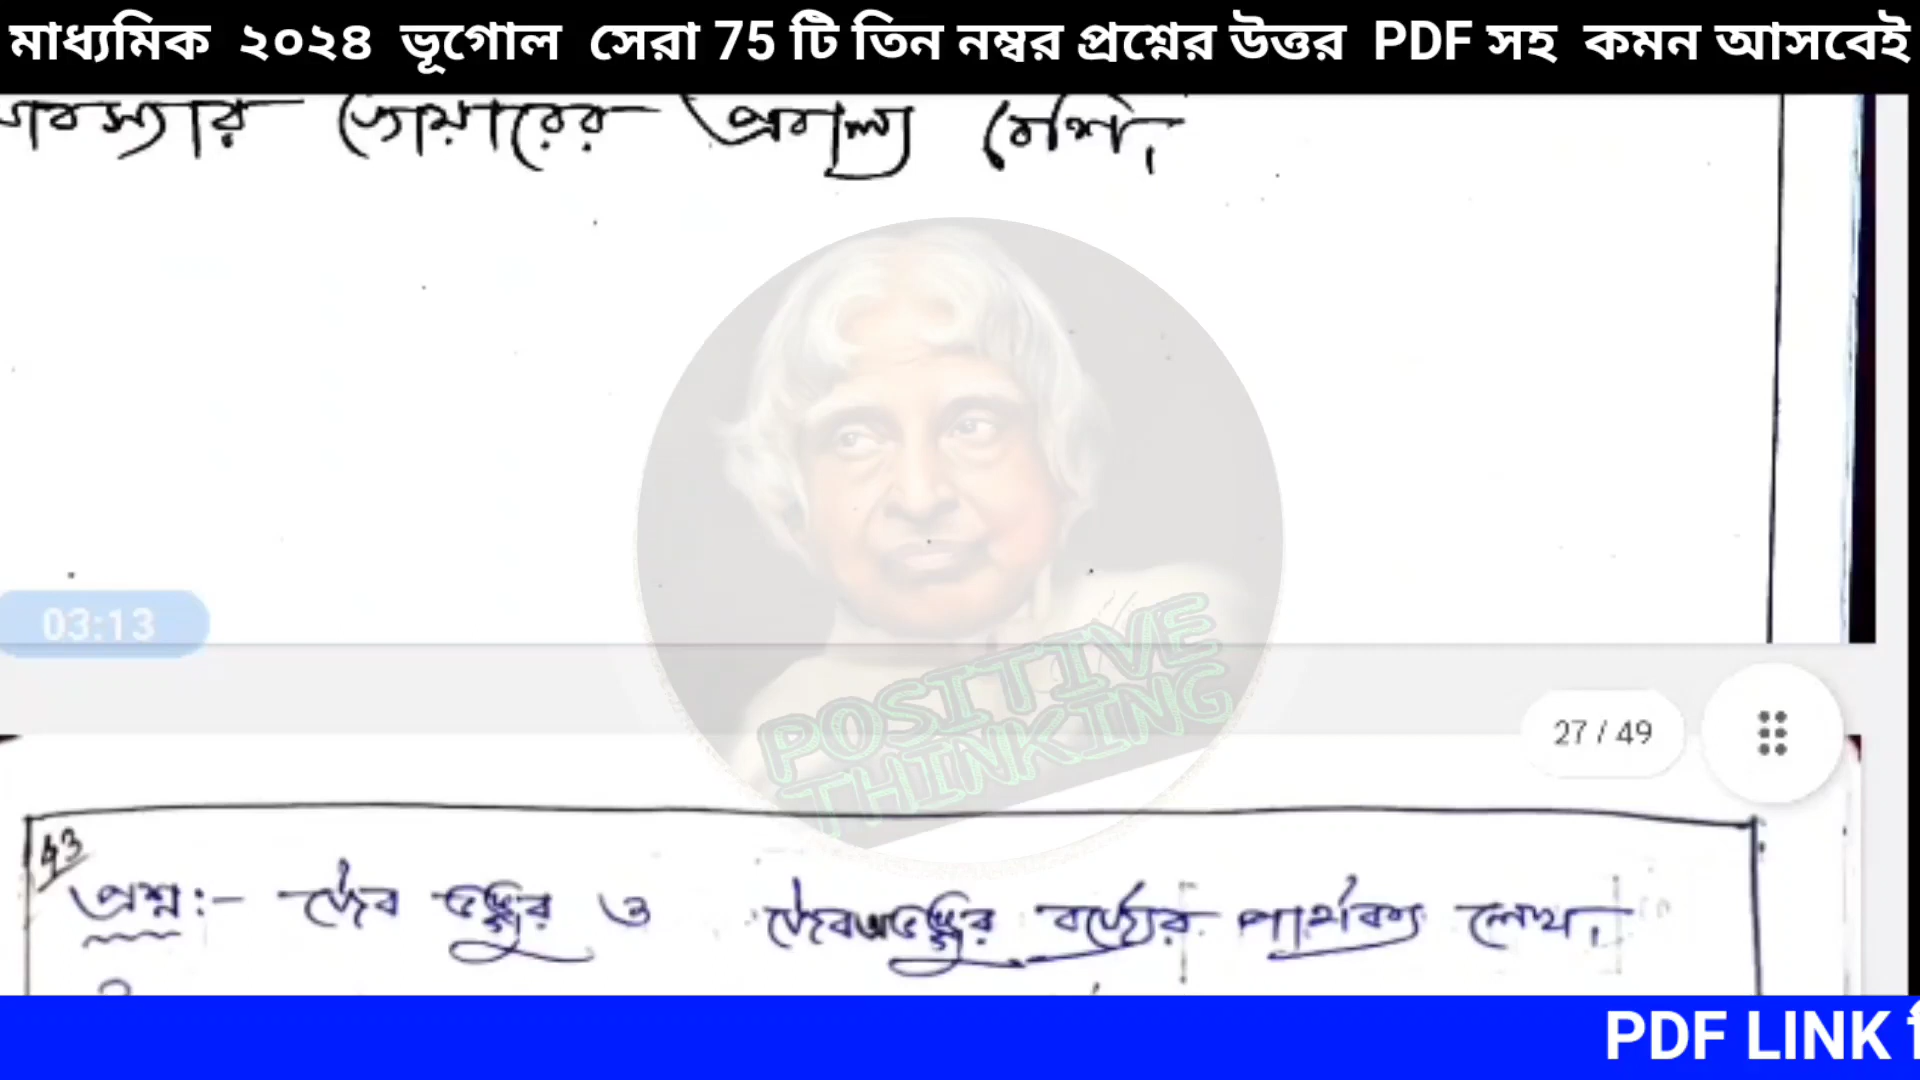 মাধ্যমিক ২০২৪ ভূগোল সেরা 75 টি তিন নম্বর প্রশ্নের উত্তর PDF সহ কমন আসবেই
জোয়ারের প্রাবল্য বেশি।
03:13
POSITIVE
THINKING
27 / 49
43
প্রশ্ন:- জৈব ভঙ্গুর ও জৈবঅভঙ্গুর বর্জ্যের পার্থক্য লেখ।
PDF LINK